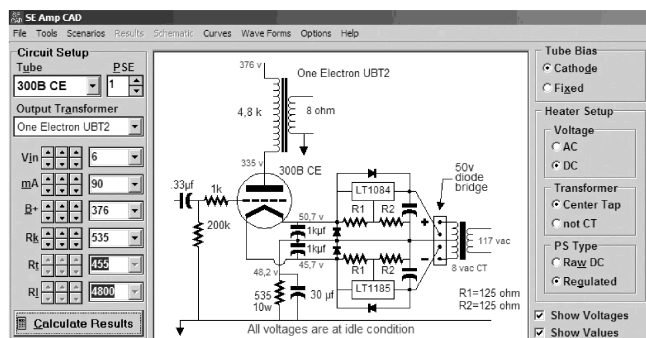 SE Amp CAD
File Tools Scenarios Results Schematic Curves Wave Forms Options Help
Circuit Setup
Tube PSE
300B CE 1
Output Transformer
One Electron UBT2
Vin 6
mA 90
B+ 376
Rk 535
Rt 455
Rl 4800
Calculate Results
376 v
One Electron UBT2
4,8 k
8 ohm
335 v
300B CE
.33µf
1k
200k
50,7 v
1kµf
1kµf
48,2 v
45,7 v
535
10w
30 µf
LT1084
R1 R2
R1 R2
LT1185
50v
diode
bridge
+
–
117 vac
8 vac CT
R1=125 ohm
R2=125 ohm
All voltages are at idle condition
Tube Bias
Cathode
Fixed
Heater Setup
Voltage
AC
DC
Transformer
Center Tap
not CT
PS Type
Raw DC
Regulated
Show Voltages
Show Values